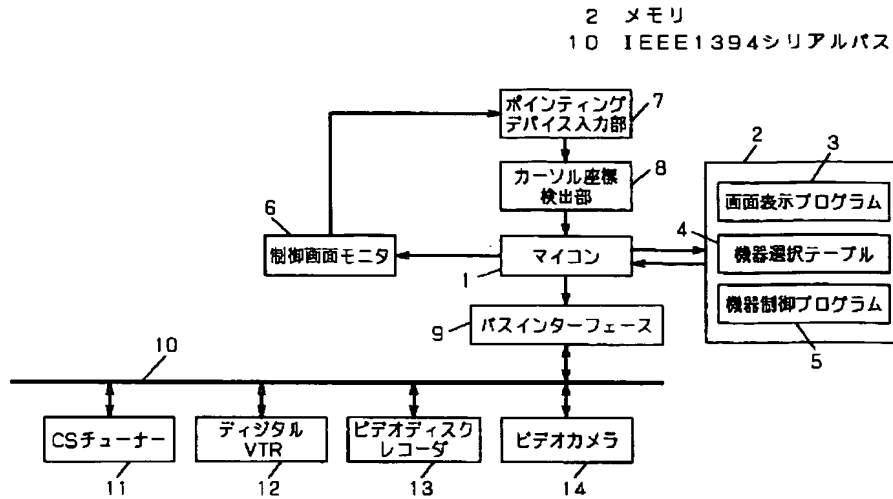 2 メモリ
10 IEEE1394シリアルバス
ポインティング
デバイス入力部
7
カーソル座標
検出部
8
2
3
画面表示プログラム
6
制御画面モニタ
マイコン
1
4
機器選択テーブル
機器制御プログラム
5
バスインターフェース
9
10
CSチューナー
ディジタル
VTR
ビデオディスク
レコーダ
ビデオカメラ
11
12
13
14